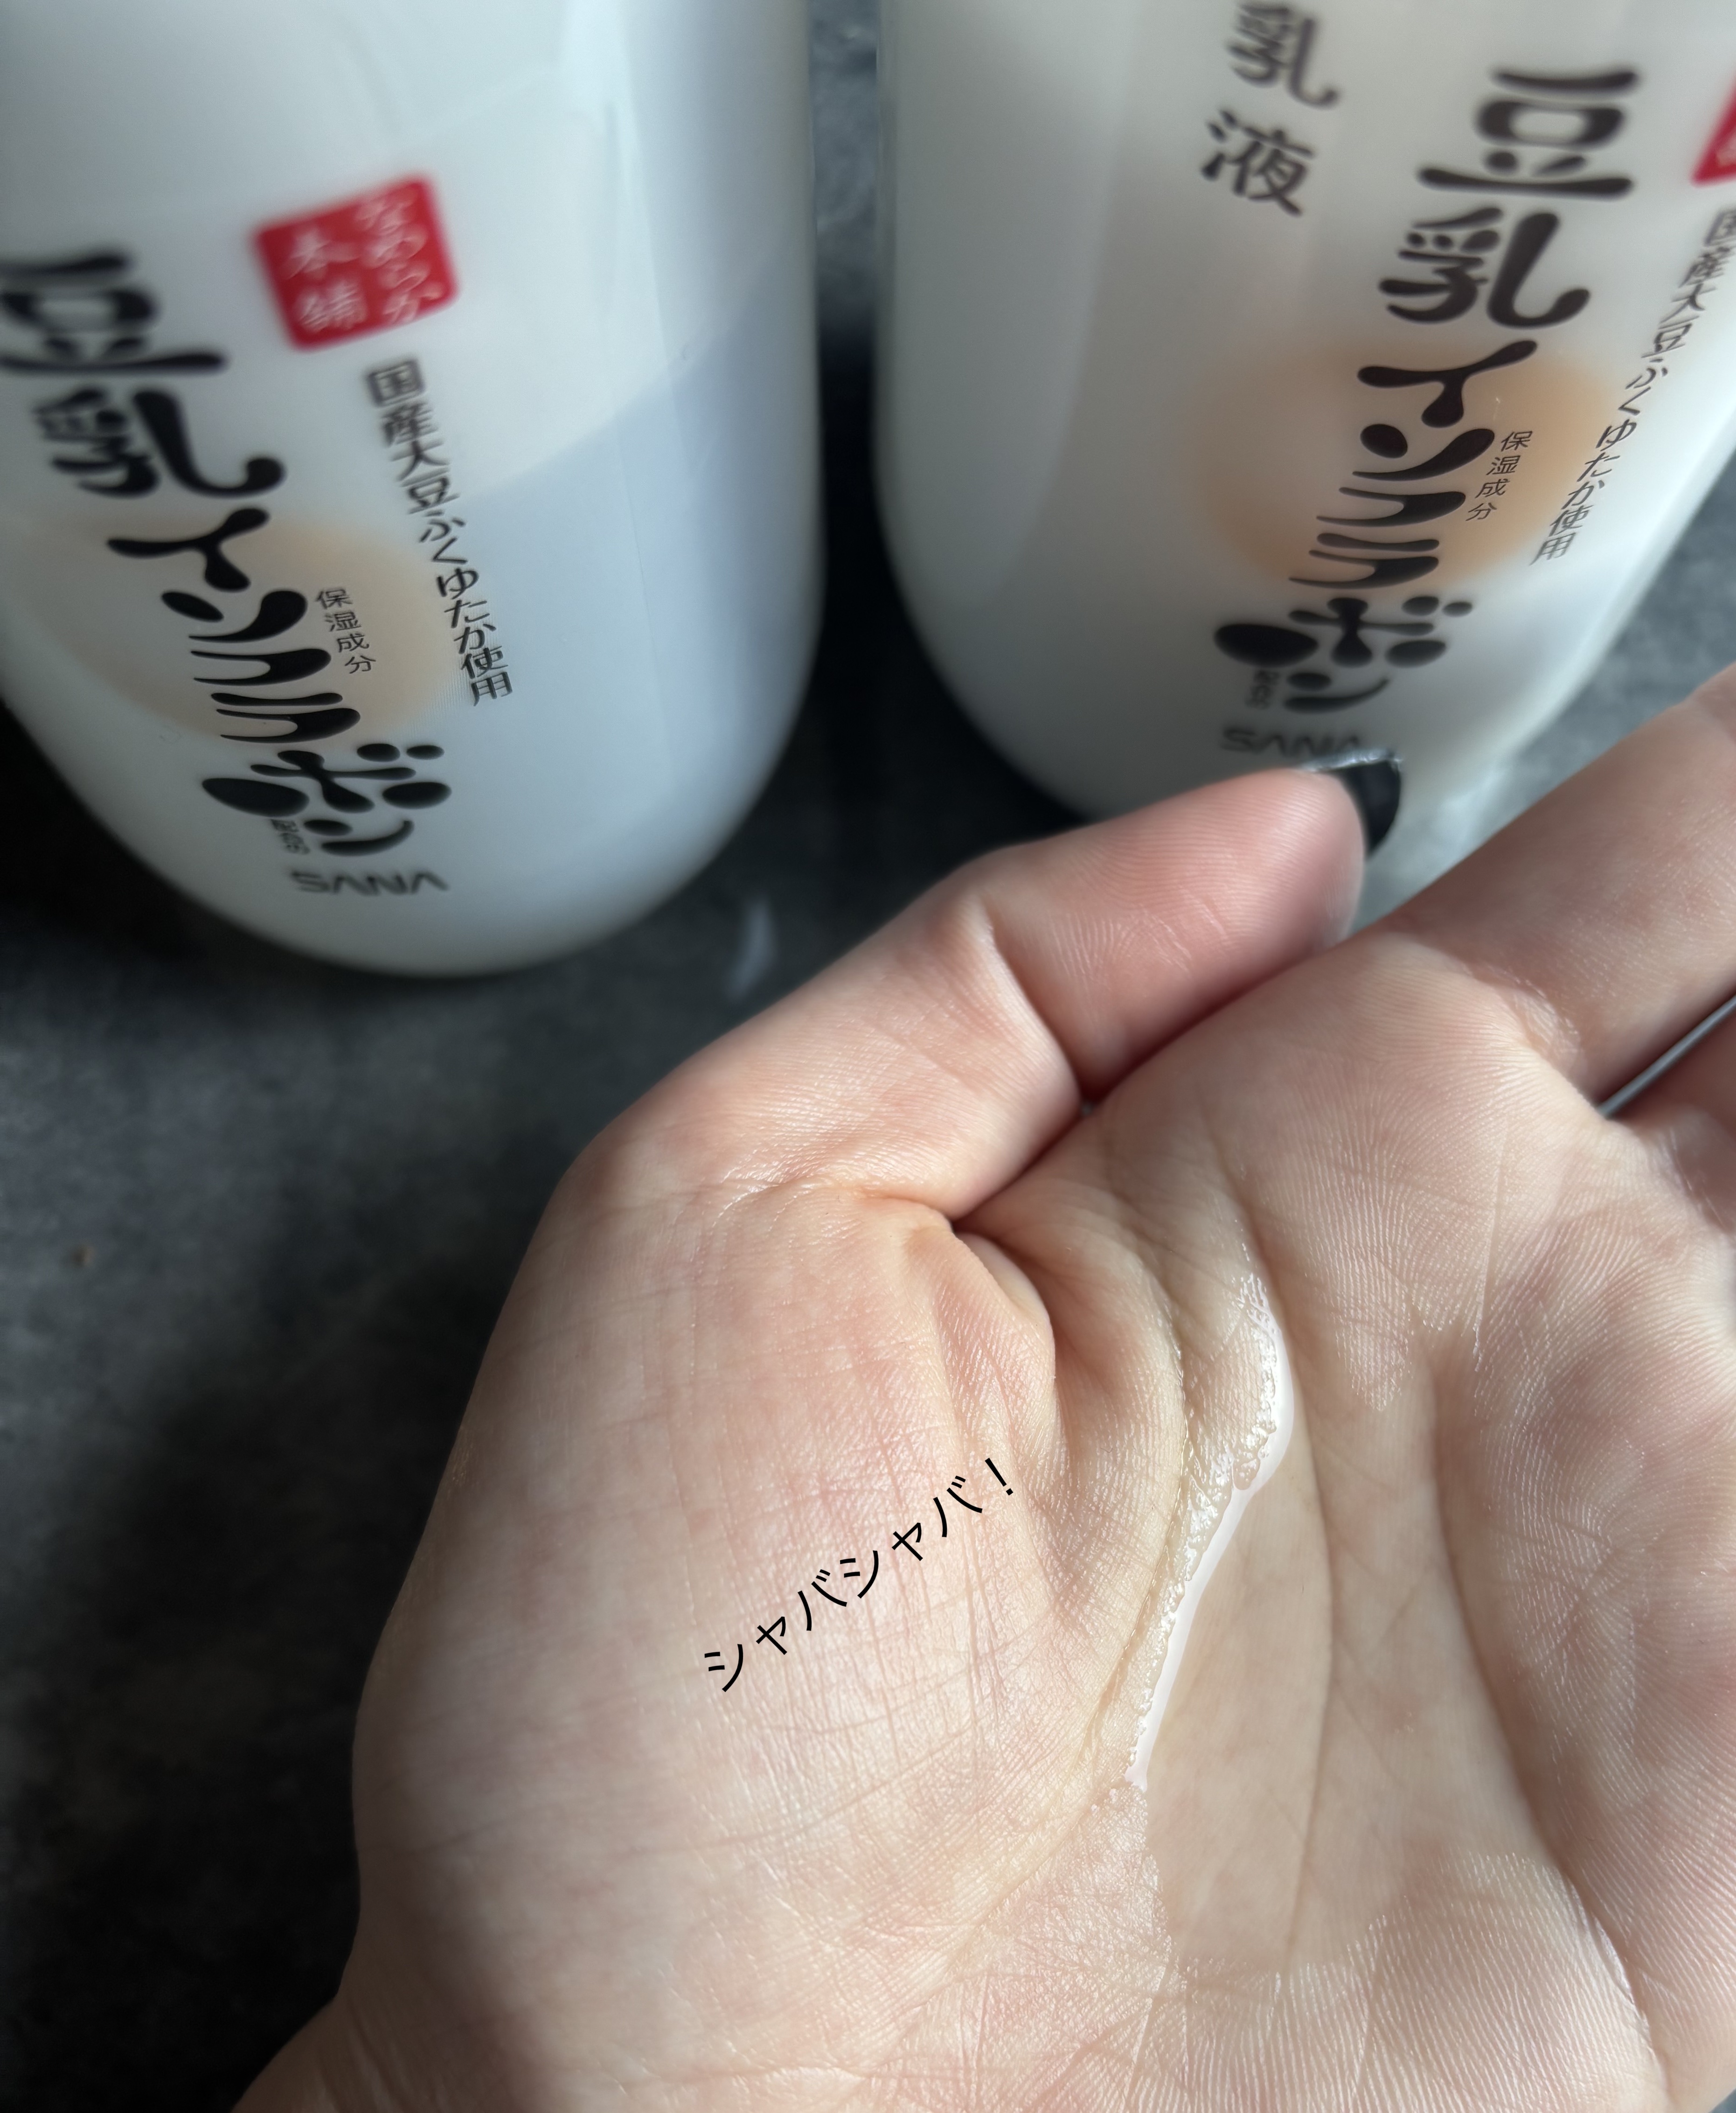 なめらか
本舗
国産大豆ふくゆたか使用
豆乳イソフラボン
保湿成分
配合の
SANA
国産大豆ふくゆたか使用
豆乳イソフラボン
保湿成分
乳液
SANA
シャバシャバ！